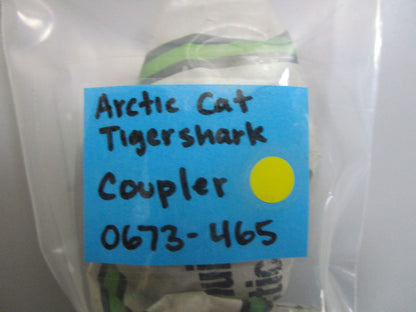 Arctic Cat
Tigershark
Coupler
0673-465